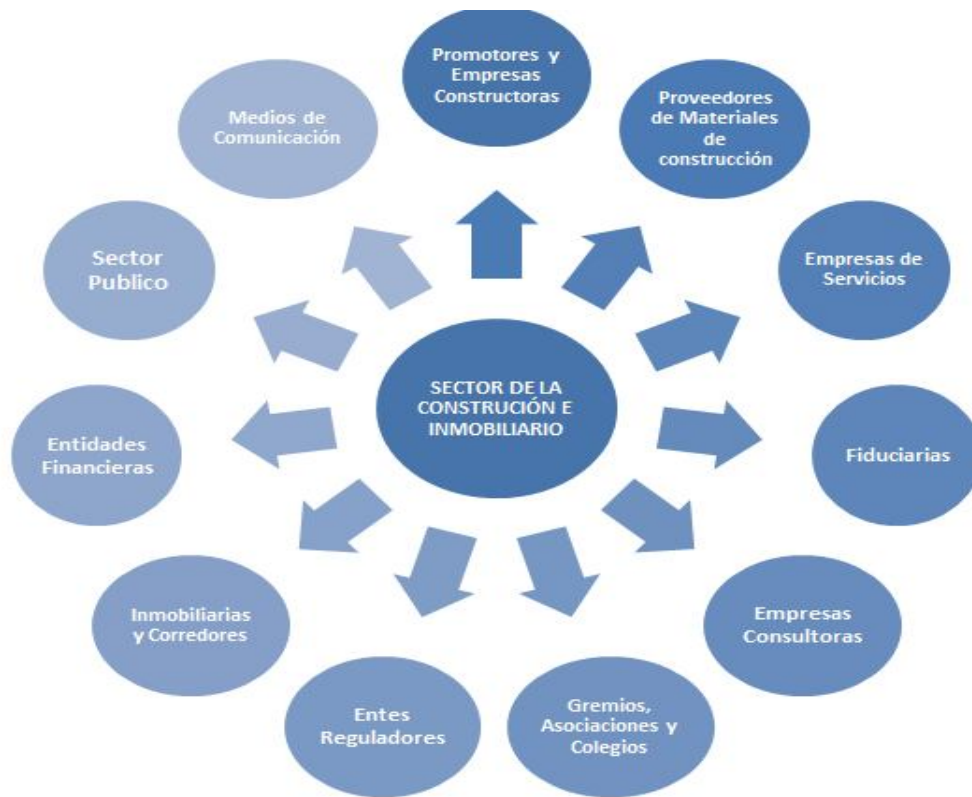 Promotores y
Empresas
Constructoras
Proveedores
de Materiales
de
construcción
Empresas de
Servicios
Fiduciarias
Empresas
Consultoras
Gremios,
Asociaciones y
Colegios
Entes
Reguladores
Inmobiliarias
y Corredores
Entidades
Financieras
Sector
Publico
Medios de
Comunicación
SECTOR DE LA
CONSTRUCIÓN E
INMOBILIARIO